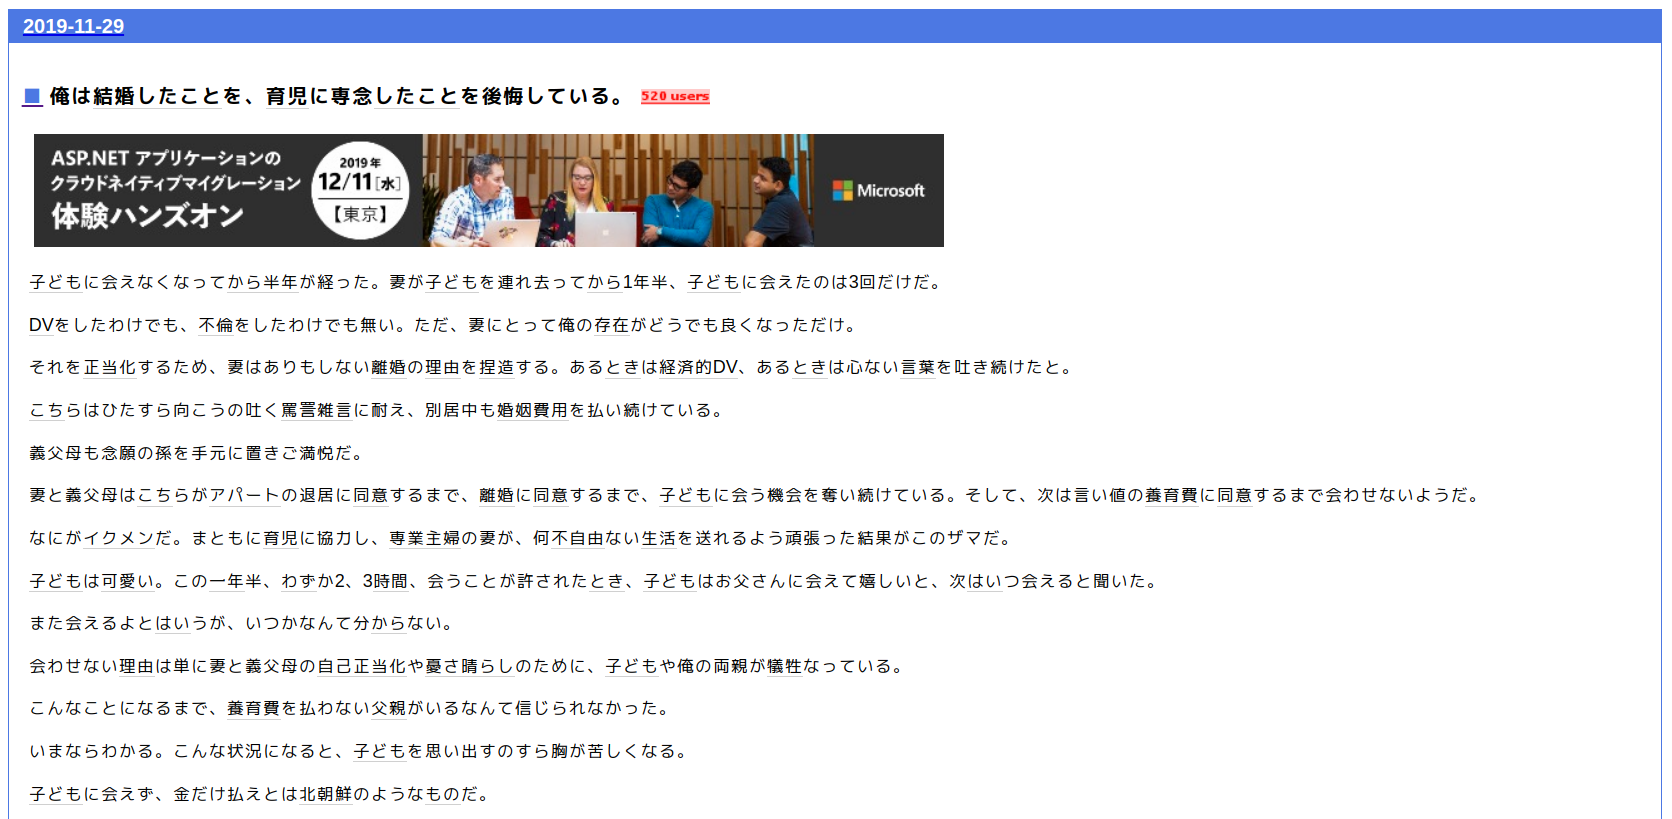 2019-11-29
■ 俺は結婚したことを、育児に専念したことを後悔している。 520 users
ASP.NET アプリケーションの
クラウドネイティブマイグレーション
体験ハンズオン
2019年
12/11[水]
【東京】
Microsoft
子どもに会えなくなってから半年が経った。妻が子どもを連れ去ってから1年半、子どもに会えたのは3回だけだ。
DVをしたわけでも、不倫をしたわけでも無い。ただ、妻にとって俺の存在がどうでも良くなっただけ。
それを正当化するため、妻はありもしない離婚の理由を捏造する。あるときは経済的DV、あるときは心ない言葉を吐き続けたと。
こちらはひたすら向こうの吐く罵詈雑言に耐え、別居中も婚姻費用を払い続けている。
義父母も念願の孫を手元に置きご満悦だ。
妻と義父母はこちらがアパートの退居に同意するまで、離婚に同意するまで、子どもに会う機会を奪い続けている。そして、次は言い値の養育費に同意するまで会わせないようだ。
なにがイクメンだ。まともに育児に協力し、専業主婦の妻が、何不自由ない生活を送れるよう頑張った結果がこのザマだ。
子どもは可愛い。この一年半、わずか2、3時間、会うことが許されたとき、子どもはお父さんに会えて嬉しいと、次はいつ会えると聞いた。
また会えるよとはいうが、いつかなんて分からない。
会わせない理由は単に妻と義父母の自己正当化や憂さ晴らしのために、子どもや俺の両親が犠牲なっている。
こんなことになるまで、養育費を払わない父親がいるなんて信じられなかった。
いまならわかる。こんな状況になると、子どもを思い出すのすら胸が苦しくなる。
子どもに会えず、金だけ払えとは北朝鮮のようなものだ。